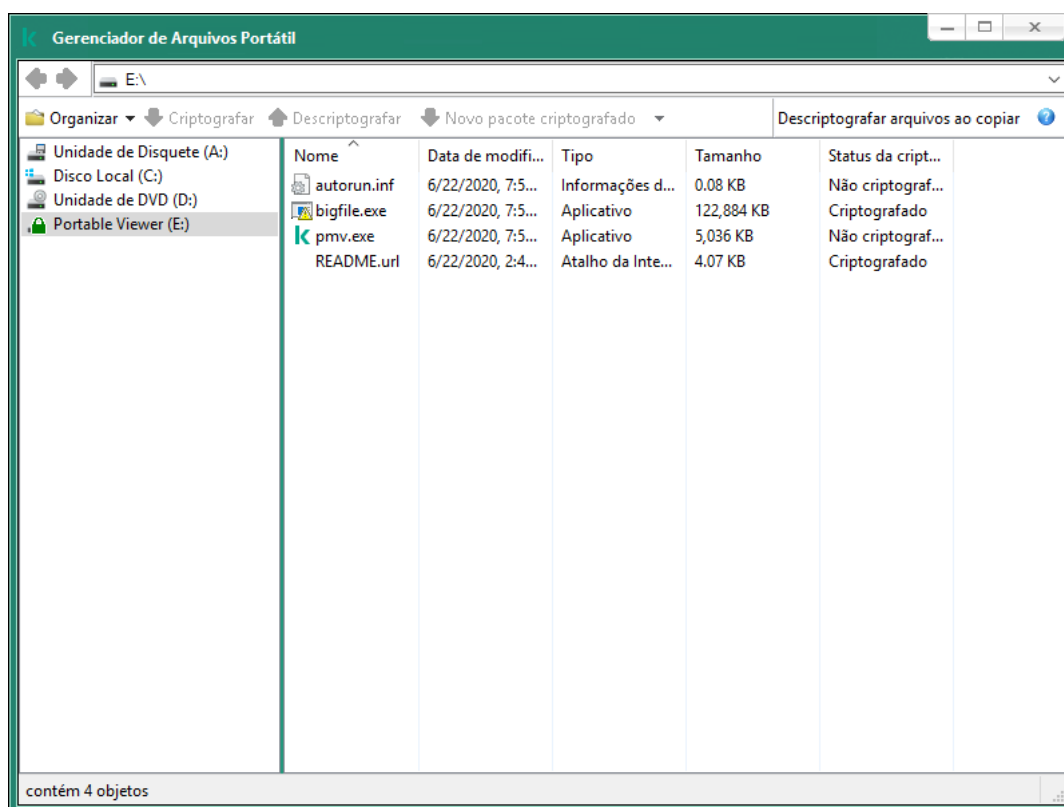 Gerenciador de Arquivos Portátil
E:\
Organizar Criptografar Descriptografar Novo pacote criptografado Descriptografar arquivos ao copiar
Unidade de Disquete (A:)
Disco Local (C:)
Unidade de DVD (D:)
Portable Viewer (E:)
Nome Data de modifi... Tipo Tamanho Status da cript...
autorun.inf 6/22/2020, 7:5... Informações d... 0.08 KB Não criptograf...
bigfile.exe 6/22/2020, 7:5... Aplicativo 122,884 KB Criptografado
pmv.exe 6/22/2020, 7:5... Aplicativo 5,036 KB Não criptograf...
README.url 6/22/2020, 2:4... Atalho da Inte... 4.07 KB Criptografado
contém 4 objetos